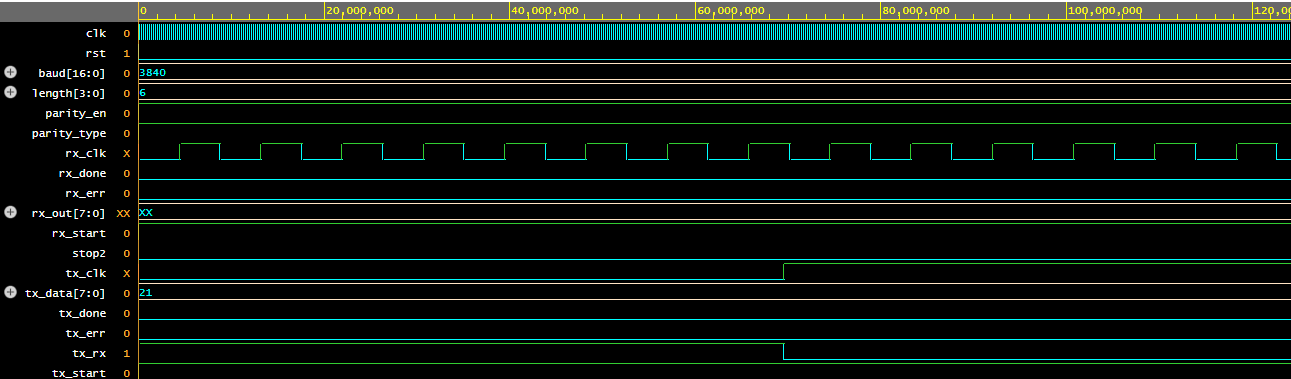 0 20,000,000 40,000,000 60,000,000 80,000,000 100,000,000 120,0
clk 0
rst 1
baud[16:0] 0 3840
length[3:0] 0 6
parity_en 0
parity_type 0
rx_clk X
rx_done 0
rx_err 0
rx_out[7:0] XX XX
rx_start 0
stop2 0
tx_clk X
tx_data[7:0] 0 21
tx_done 0
tx_err 0
tx_rx 1
tx_start 0